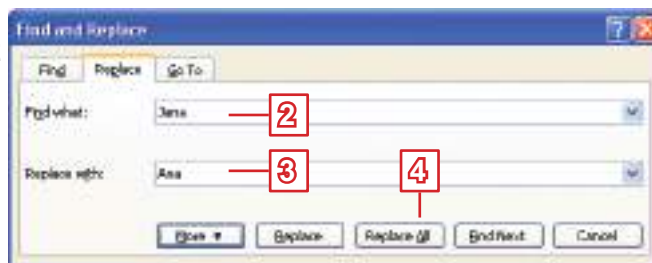 Find and Replace
Find Replace Go To
Find what: Jana 2
Replace with: Ana 3
4
More Replace Replace All Find Next Cancel